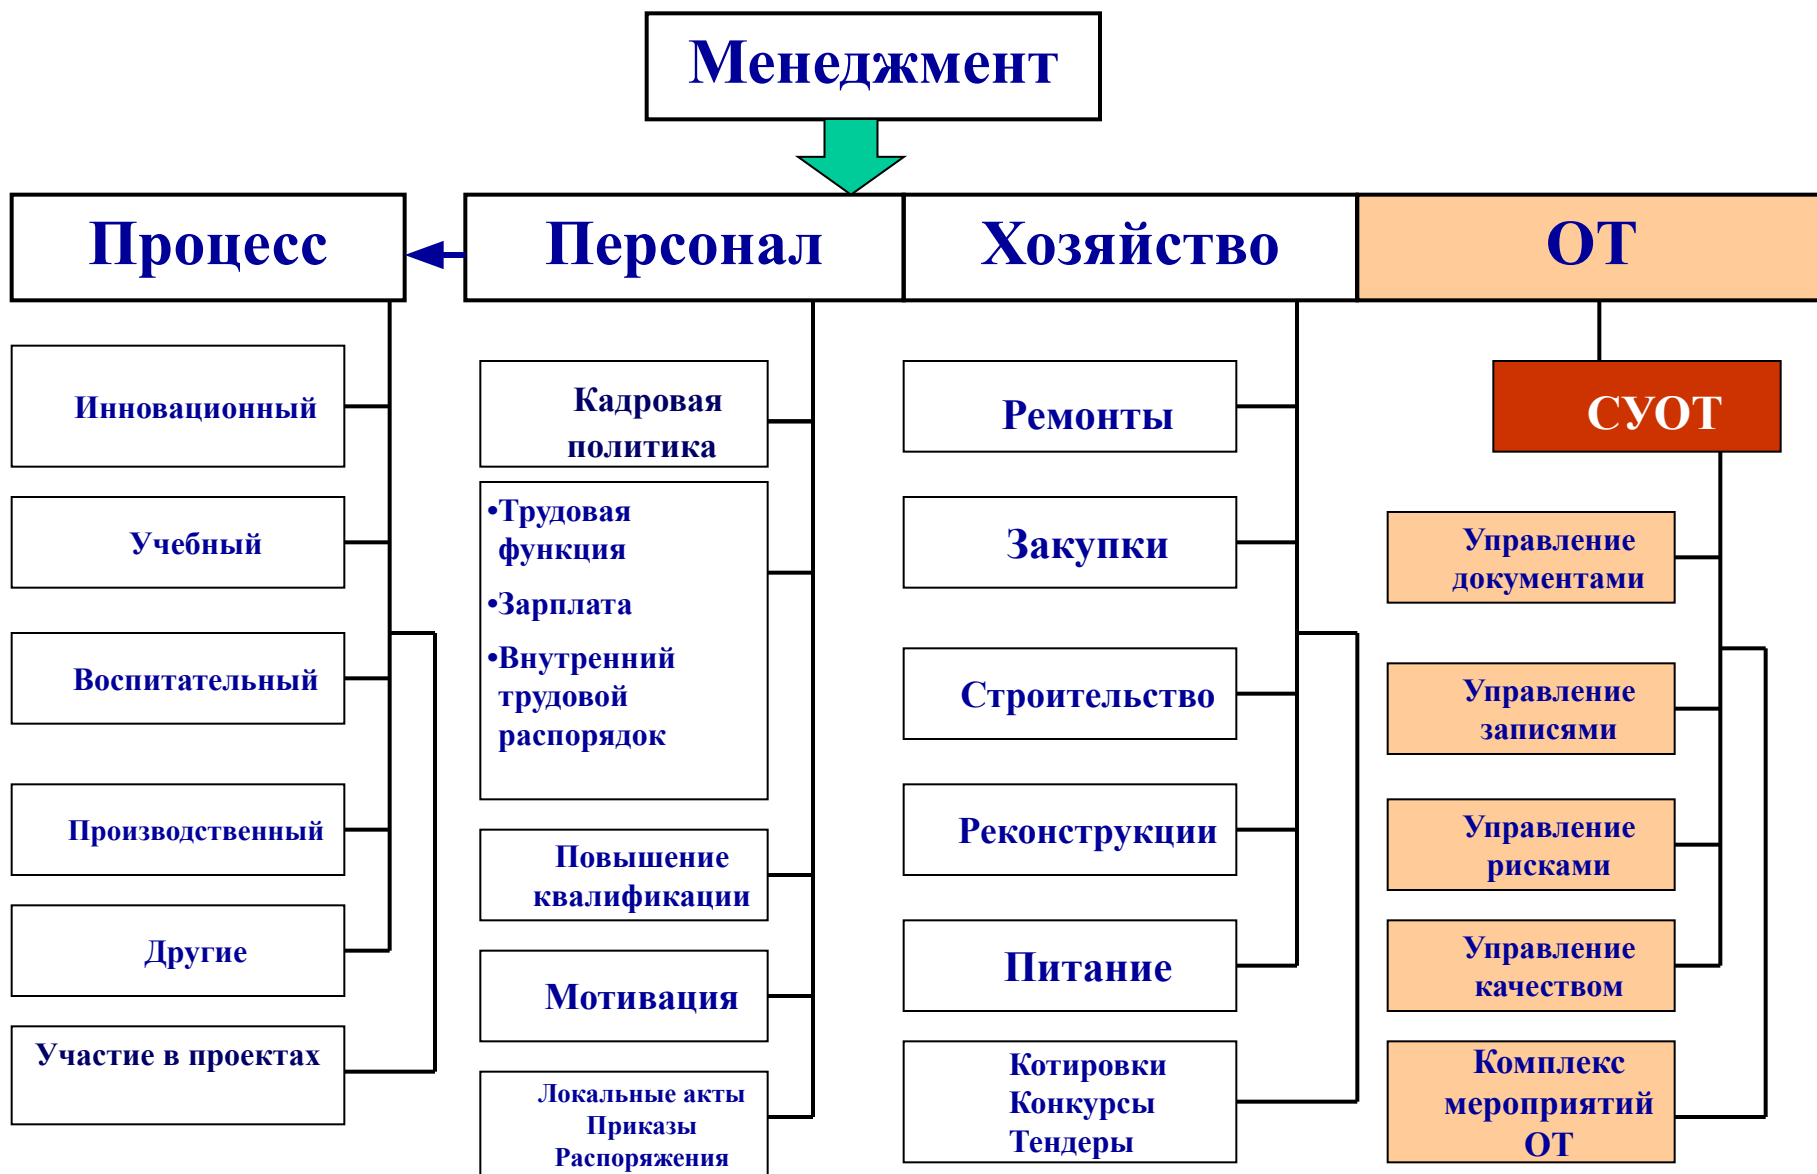 Менеджмент
Процесс
Персонал
Хозяйство
ОТ
Инновационный
Учебный
Воспитательный
Производственный
Другие
Участие в проектах
Кадровая
политика
•Трудовая
функция
•Зарплата
•Внутренний
трудовой
распорядок
Повышение
квалификации
Мотивация
Локальные акты
Приказы
Распоряжения
Ремонты
Закупки
Строительство
Реконструкции
Питание
Котировки
Конкурсы
Тендеры
СУОТ
Управление
документами
Управление
записями
Управление
рисками
Управление
качеством
Комплекс
мероприятий
ОТ